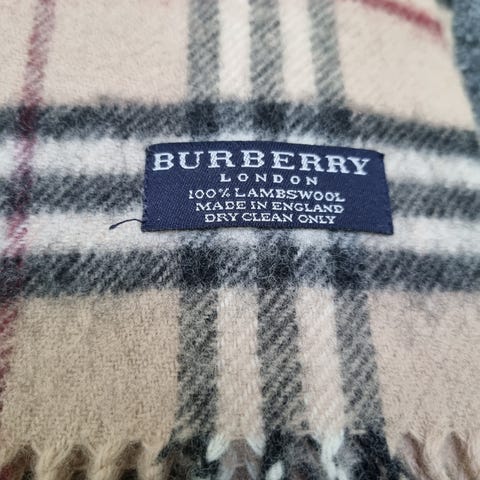 BURBERRY
LONDON
100% LAMBSWOOL
MADE IN ENGLAND
DRY CLEAN ONLY